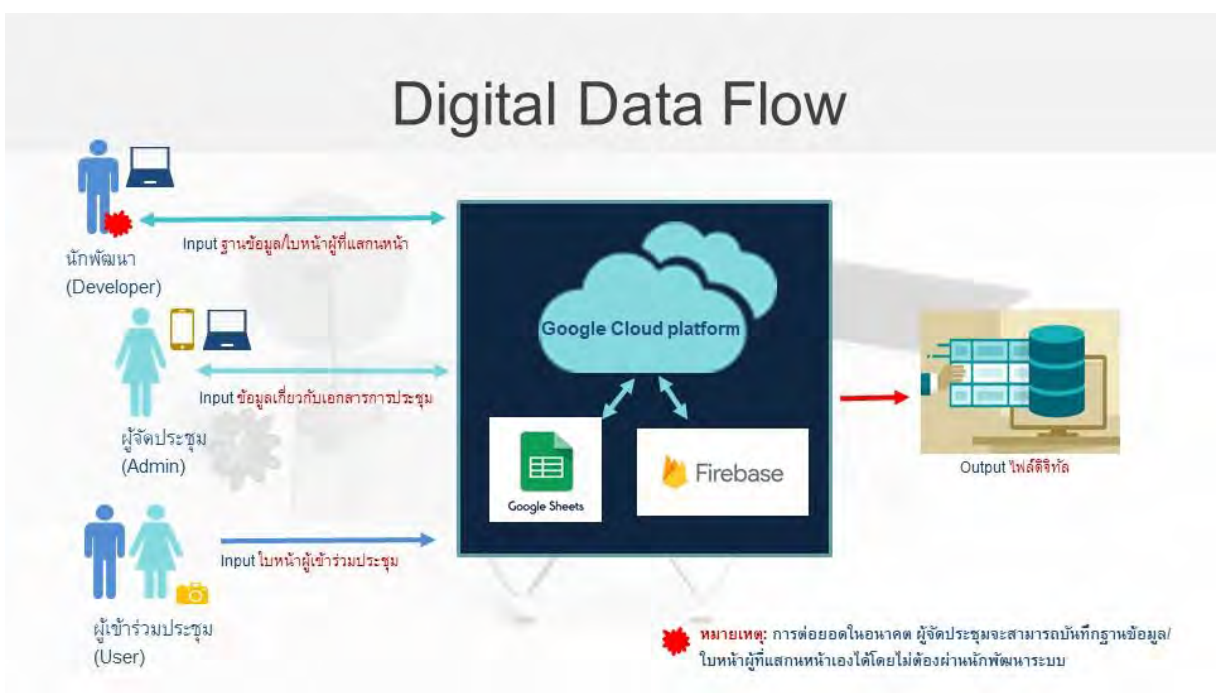 Digital Data Flow
Input ฐานข้อมูล/ใบหน้าผู้ที่แสกนหน้า
นักพัฒนา
(Developer)
Google Cloud platform
Input ข้อมูลเกี่ยวกับเอกสารการประชุม
ผู้จัดประชุม
(Admin)
Google Sheets
Firebase
Output ไฟล์ดิจิทัล
Input ใบหน้าผู้เข้าร่วมประชุม
ผู้เข้าร่วมประชุม
(User)
หมายเหตุ: การต่อยอดในอนาคต ผู้จัดประชุมจะสามารถบันทึกฐานข้อมูล/
ใบหน้าผู้ที่แสกนหน้าเองได้โดยไม่ต้องผ่านนักพัฒนาระบบ